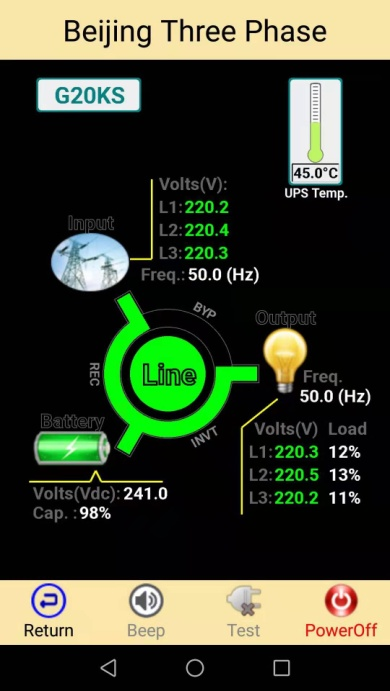 Beijing Three Phase
G20KS
45.0°C
UPS Temp.
Volts(V):
L1:220.2
L2:220.4
L3:220.3
Freq.:50.0 (Hz)
Input
BYP
REC
Line
INVT
Output
Freq.
50.0 (Hz)
Battery
Volts(Vdc):241.0
Cap. :98%
Volts(V) Load
L1:220.3 12%
L2:220.5 13%
L3:220.2 11%
Return Beep Test PowerOff